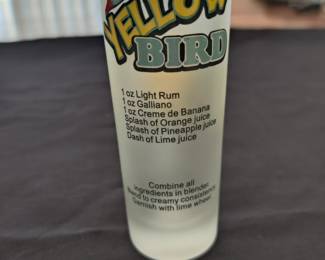 YELLOW
BIRD
1 oz Light Rum
1 oz Galliano
1 oz Creme de Banana
Splash of Orange juice
Splash of Pineapple juice
Dash of Lime juice
Combine all
ingredients in blender.
Blend to creamy consistency.
Garnish with lime wheel.